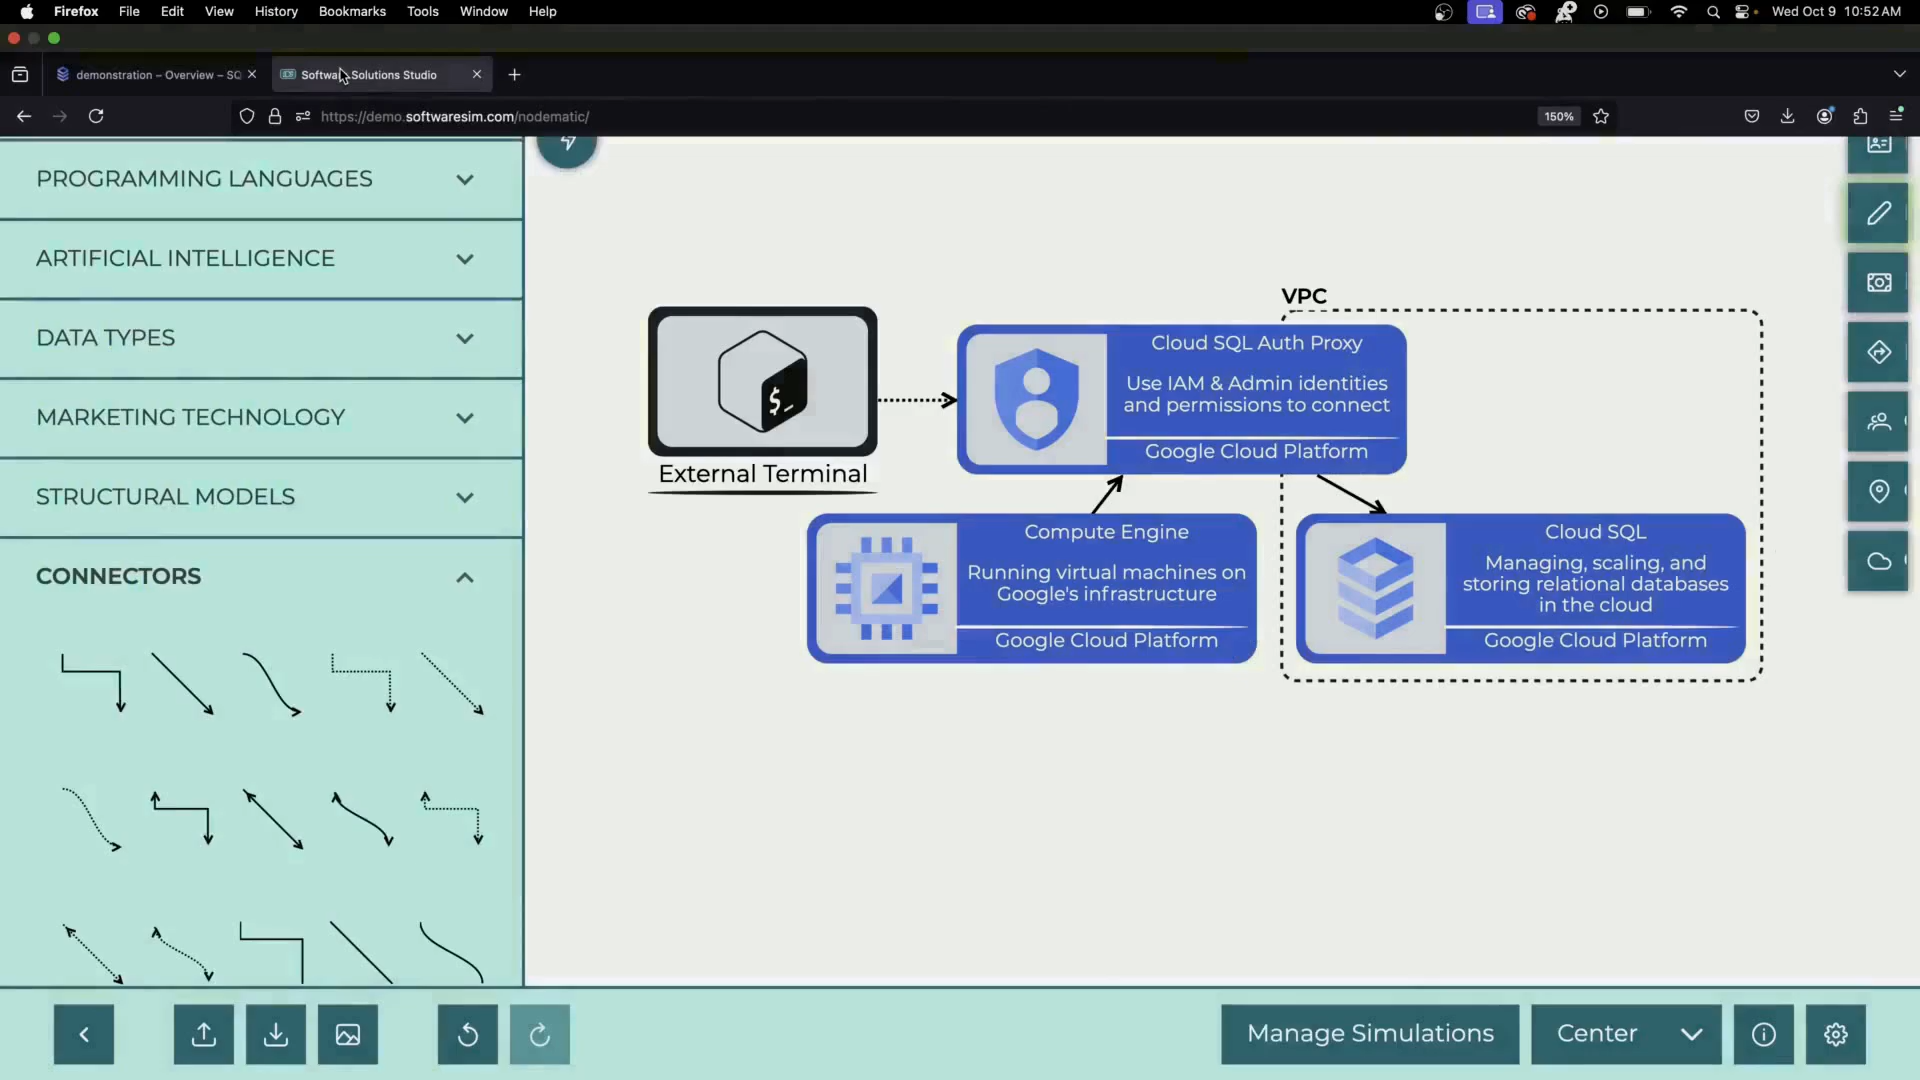 Firefox File Edit View History Bookmarks Tools Window Help
Wed Oct 9 10:52 AM
demonstration – Overview – SQ
Software Solutions Studio
https://demo.softwaresim.com/nodematic/
150%
PROGRAMMING LANGUAGES
ARTIFICIAL INTELLIGENCE
DATA TYPES
MARKETING TECHNOLOGY
STRUCTURAL MODELS
CONNECTORS
VPC
$_
External Terminal
Cloud SQL Auth Proxy
Use IAM & Admin identities
and permissions to connect
Google Cloud Platform
Compute Engine
Running virtual machines on
Google's infrastructure
Google Cloud Platform
Cloud SQL
Managing, scaling, and
storing relational databases
in the cloud
Google Cloud Platform
Manage Simulations
Center